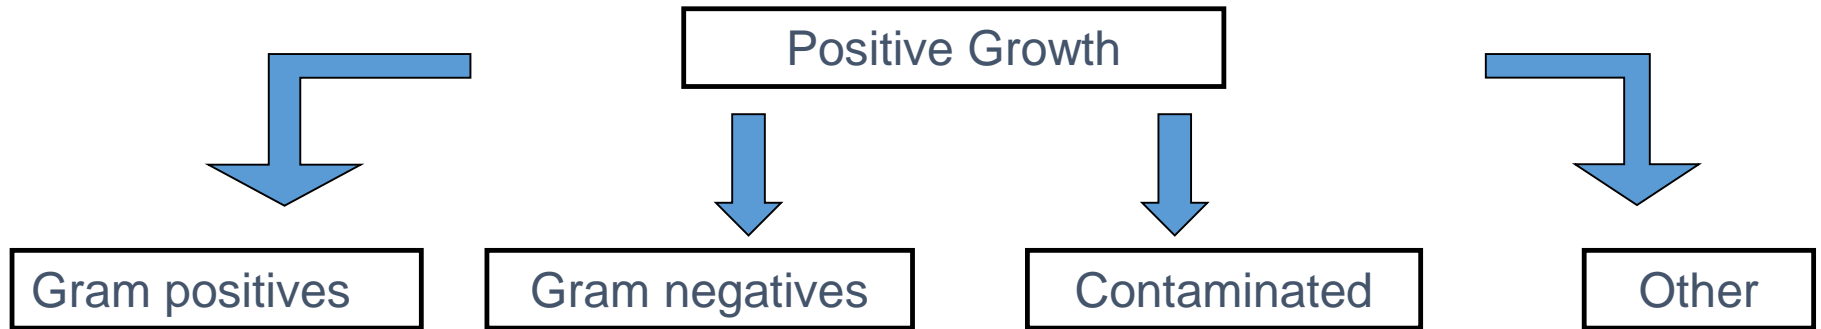 Positive Growth
Gram positives
Gram negatives
Contaminated
Other